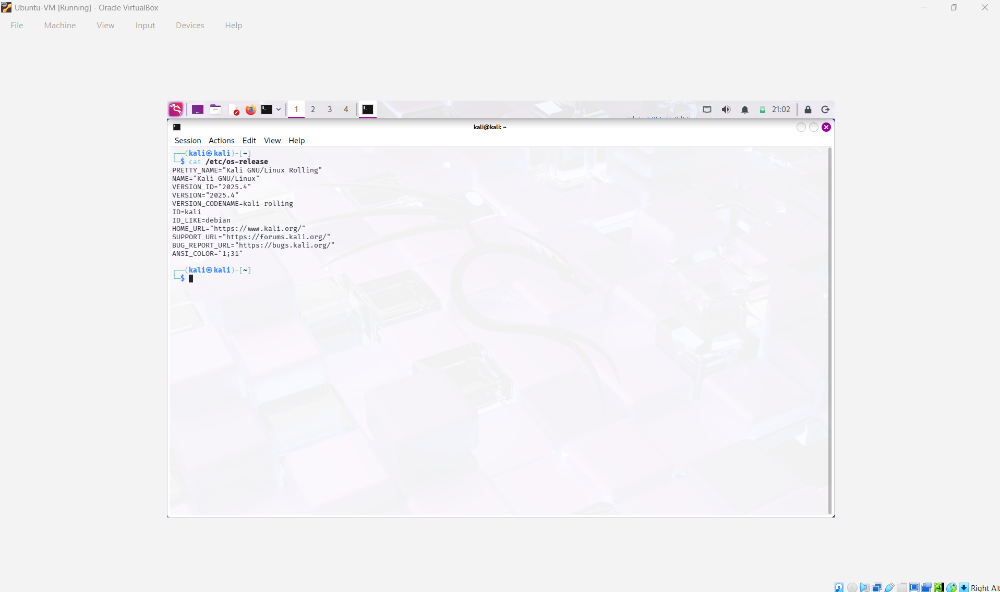 Ubuntu-VM [Running] - Oracle VirtualBox
File Machine View Input Devices Help
1 2 3 4 21:02
kali@kali: ~
Session Actions Edit View Help
┌──(kali㉿kali)-[~]
└─$ cat /etc/os-release
PRETTY_NAME="Kali GNU/Linux Rolling"
NAME="Kali GNU/Linux"
VERSION_ID="2025.4"
VERSION="2025.4"
VERSION_CODENAME=kali-rolling
ID=kali
ID_LIKE=debian
HOME_URL="https://www.kali.org/"
SUPPORT_URL="https://forums.kali.org/"
BUG_REPORT_URL="https://bugs.kali.org/"
ANSI_COLOR="1;31"
┌──(kali㉿kali)-[~]
└─$
Right Alt